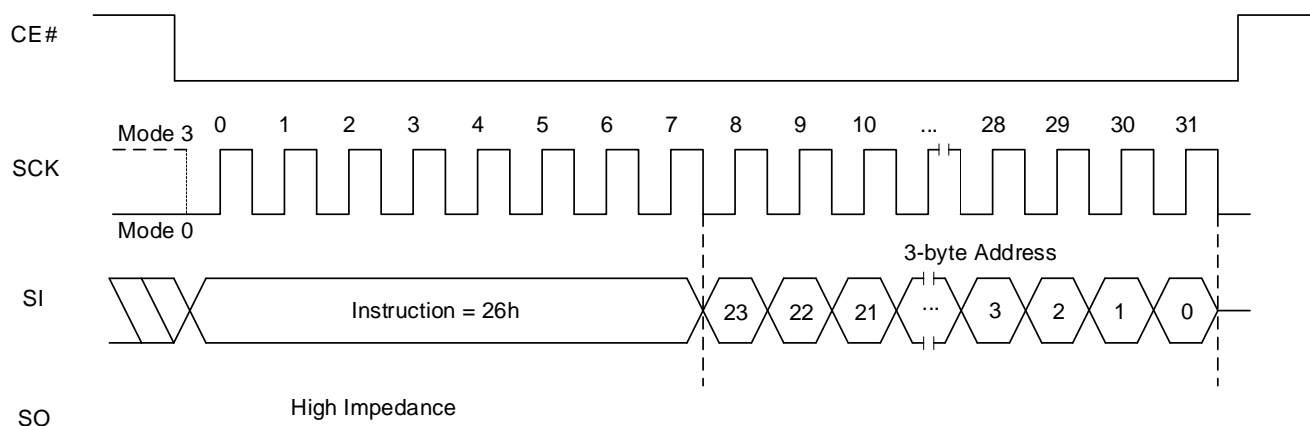 CE#
Mode 3
0 1 2 3 4 5 6 7 8 9 10 ... 28 29 30 31
SCK
Mode 0
3-byte Address
SI
Instruction = 26h
23 22 21 ... 3 2 1 0
High Impedance
SO